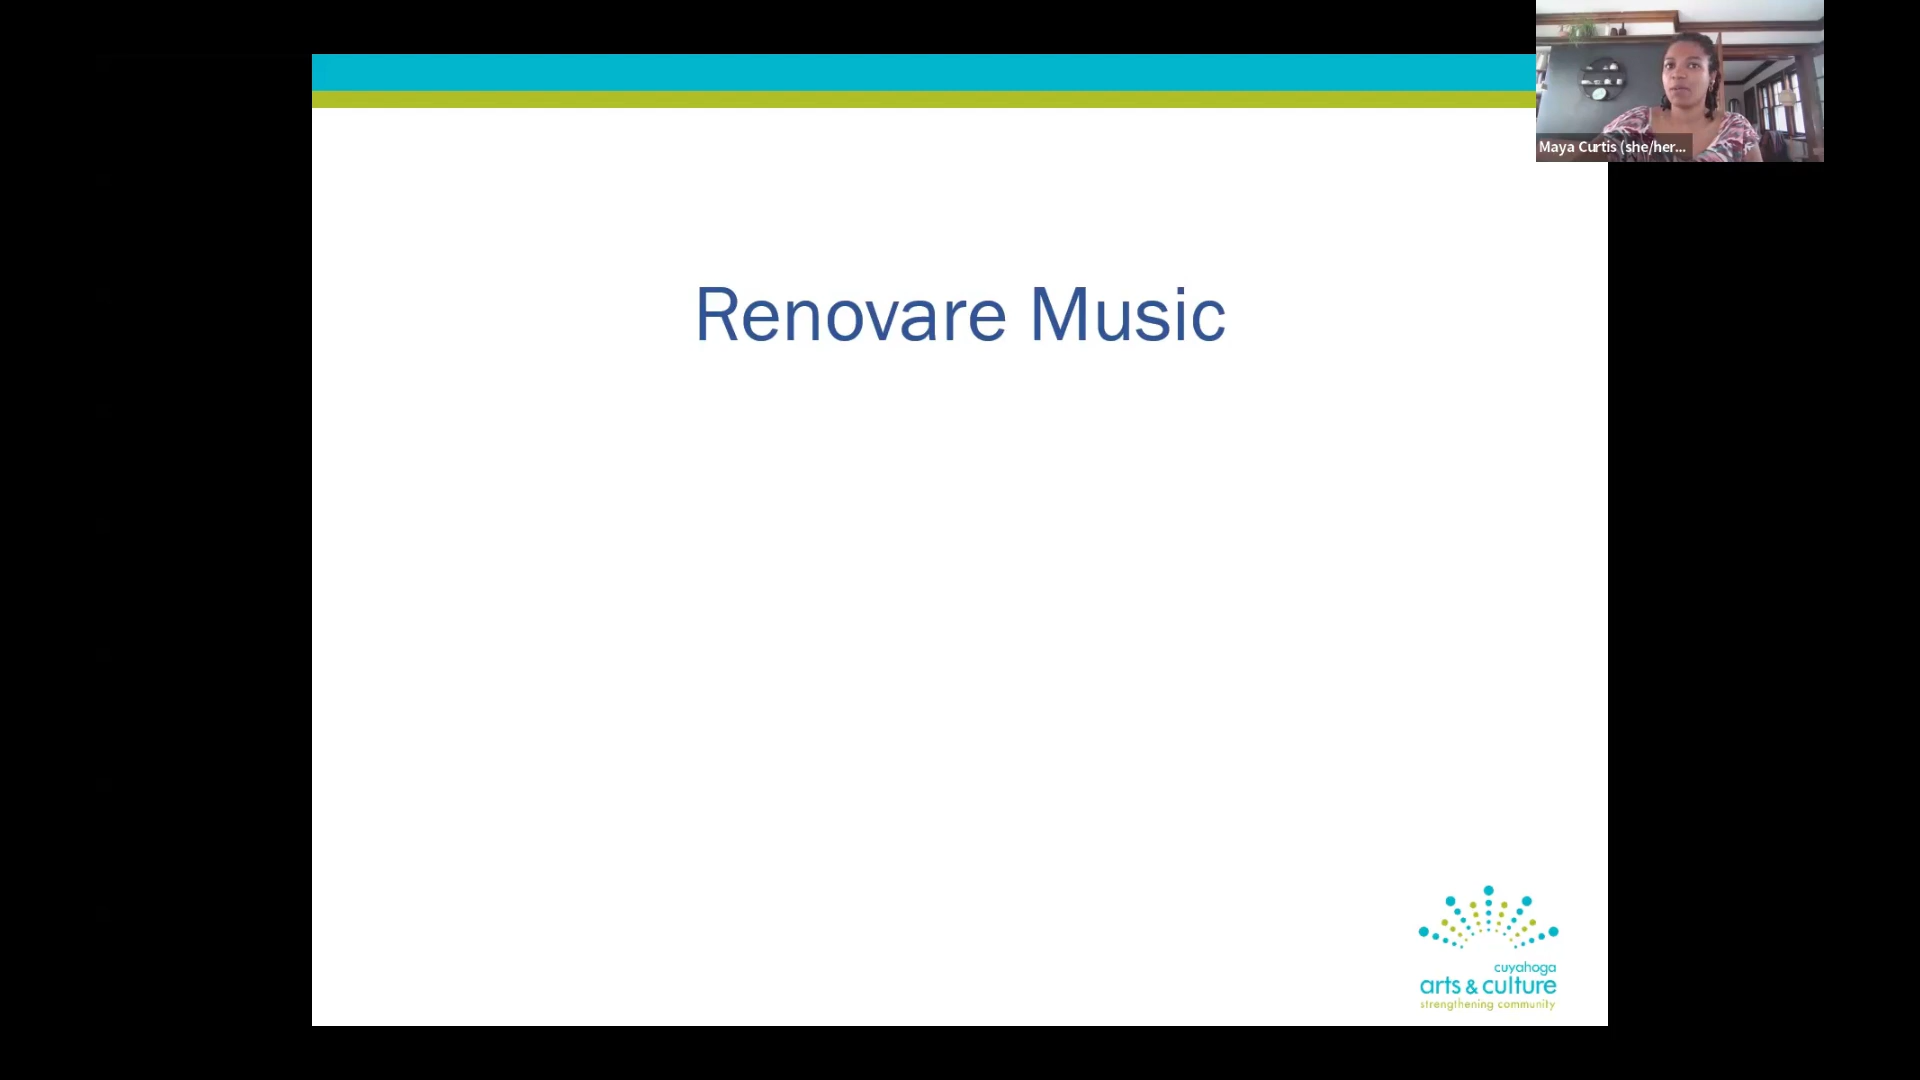 Maya Curtis (she/her...
Renovare Music
cuyahoga
arts & culture
strengthening community